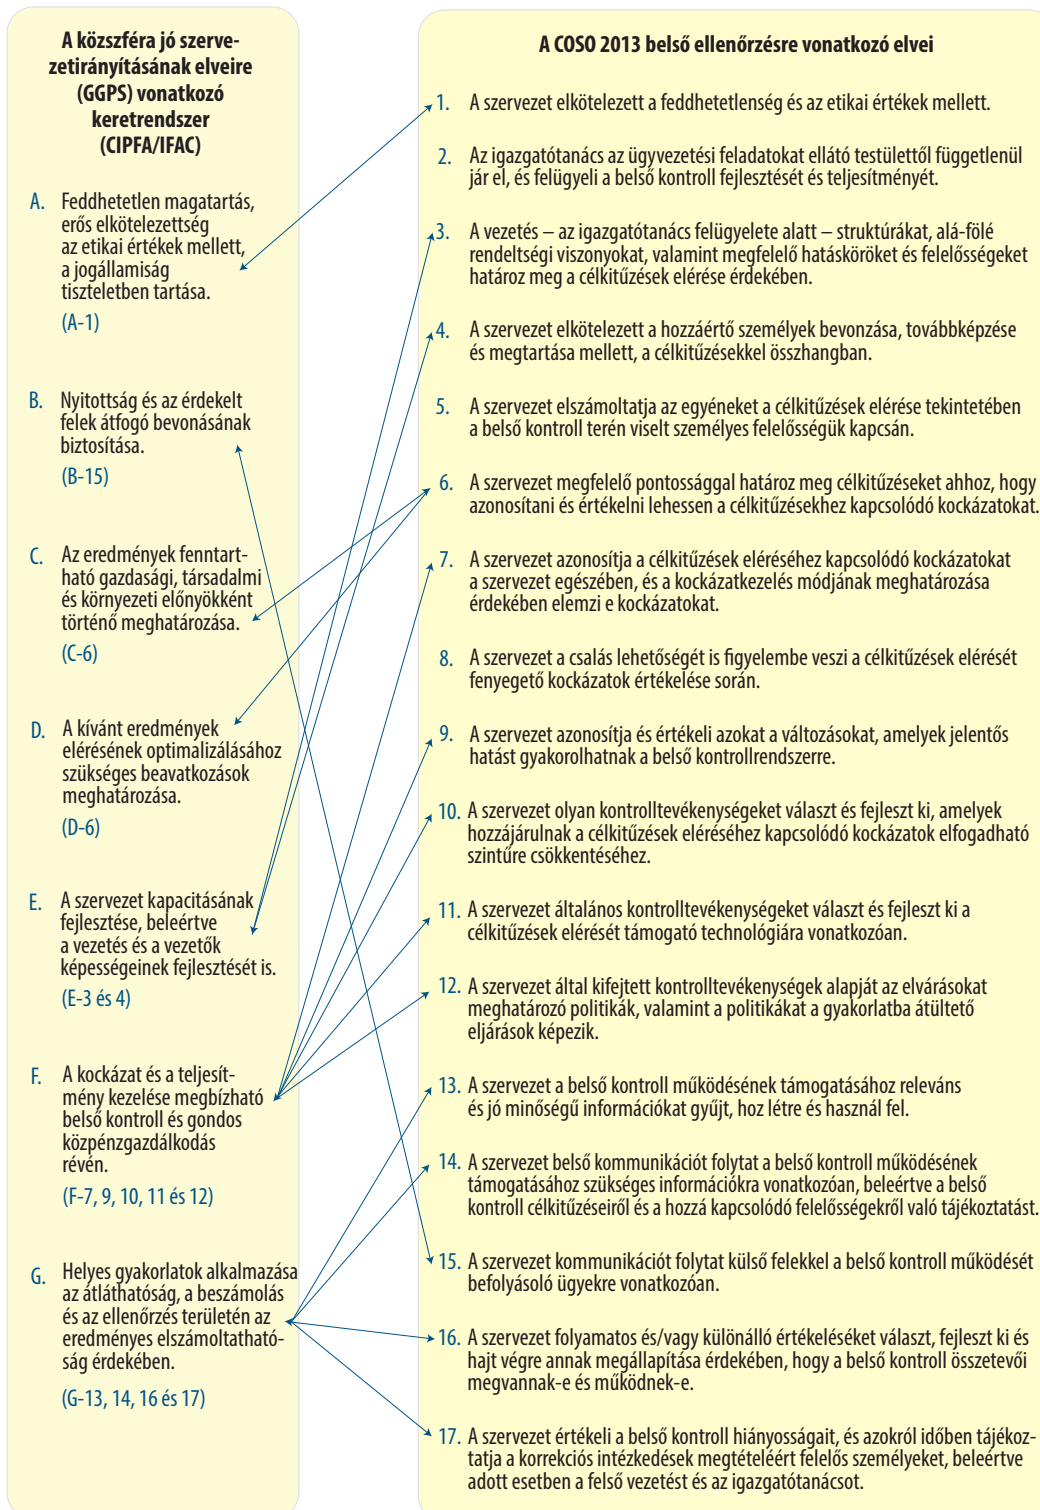 A közszféra jó szerve-
zetirányításának elveire
(GGPS) vonatkozó
keretrendszer
(CIPFA/IFAC)
A. Feddhetetlen magatartás,
erős elkötelezettség
az etikai értékek mellett,
a jogállamiság
tiszteletben tartása.
(A-1)
B. Nyitottság és az érdekelt
felek átfogó bevonásának
biztosítása.
(B-15)
C. Az eredmények fenntart-
ható gazdasági, társadalmi
és környezeti előnyökként
történő meghatározása.
(C-6)
D. A kívánt eredmények
elérésének optimalizálásához
szükséges beavatkozások
meghatározása.
(D-6)
E. A szervezet kapacitásának
fejlesztése, beleértve
a vezetés és a vezetők
képességeinek fejlesztését is.
(E-3 és 4)
F. A kockázat és a teljesít-
mény kezelése megbízható
belső kontroll és gondos
közpénzgazdálkodás
révén.
(F-7, 9, 10, 11 és 12)
G. Helyes gyakorlatok alkalmazása
az átláthatóság, a beszámolás
és az ellenőrzés területén az
eredményes elszámoltatható-
ság érdekében.
(G-13, 14, 16 és 17)
A COSO 2013 belső ellenőrzésre vonatkozó elvei
1. A szervezet elkötelezett a feddhetetlenség és az etikai értékek mellett.
2. Az igazgatótanács az ügyvezetési feladatokat ellátó testülettől függetlenül
jár el, és felügyeli a belső kontroll fejlesztését és teljesítményét.
3. A vezetés – az igazgatótanács felügyelete alatt – struktúrákat, alá-fölé
rendeltségi viszonyokat, valamint megfelelő hatásköröket és felelősségeket
határoz meg a célkitűzések elérése érdekében.
4. A szervezet elkötelezett a hozzáértő személyek bevonzása, továbbképzése
és megtartása mellett, a célkitűzésekkel összhangban.
5. A szervezet elszámoltatja az egyéneket a célkitűzések elérése tekintetében
a belső kontroll terén viselt személyes felelősségük kapcsán.
6. A szervezet megfelelő pontossággal határoz meg célkitűzéseket ahhoz, hogy
azonosítani és értékelni lehessen a célkitűzésekhez kapcsolódó kockázatokat.
7. A szervezet azonosítja a célkitűzések eléréséhez kapcsolódó kockázatokat
a szervezet egészében, és a kockázatkezelés módjának meghatározása
érdekében elemzi e kockázatokat.
8. A szervezet a csalás lehetőségét is figyelembe veszi a célkitűzések elérését
fenyegető kockázatok értékelése során.
9. A szervezet azonosítja és értékeli azokat a változásokat, amelyek jelentős
hatást gyakorolhatnak a belső kontrollrendszerre.
10. A szervezet olyan kontrolltevékenységeket választ és fejleszt ki, amelyek
hozzájárulnak a célkitűzések eléréséhez kapcsolódó kockázatok elfogadható
szintűre csökkentéséhez.
11. A szervezet általános kontrolltevékenységeket választ és fejleszt ki a
célkitűzések elérését támogató technológiára vonatkozóan.
12. A szervezet által kifejtett kontrolltevékenységek alapját az elvárásokat
meghatározó politikák, valamint a politikákat a gyakorlatba átültető
eljárások képezik.
13. A szervezet a belső kontroll működésének támogatásához releváns
és jó minőségű információkat gyűjt, hoz létre és használ fel.
14. A szervezet belső kommunikációt folytat a belső kontroll működésének
támogatásához szükséges információkra vonatkozóan, beleértve a belső
kontroll célkitűzéseiről és a hozzá kapcsolódó felelősségekről való tájékoztatást.
15. A szervezet kommunikációt folytat külső felekkel a belső kontroll működését
befolyásoló ügyekre vonatkozóan.
16. A szervezet folyamatos és/vagy különálló értékeléséket választ, fejleszt ki és
hajt végre annak megállapítása érdekében, hogy a belső kontroll összetevői
megvannak-e és működnek-e.
17. A szervezet értékeli a belső kontroll hiányosságait, és azokról időben tájékoz-
tatja a korrekciós intézkedések megtételéért felelős személyeket, beleértve
adott esetben a felső vezetést és az igazgatótanácsot.